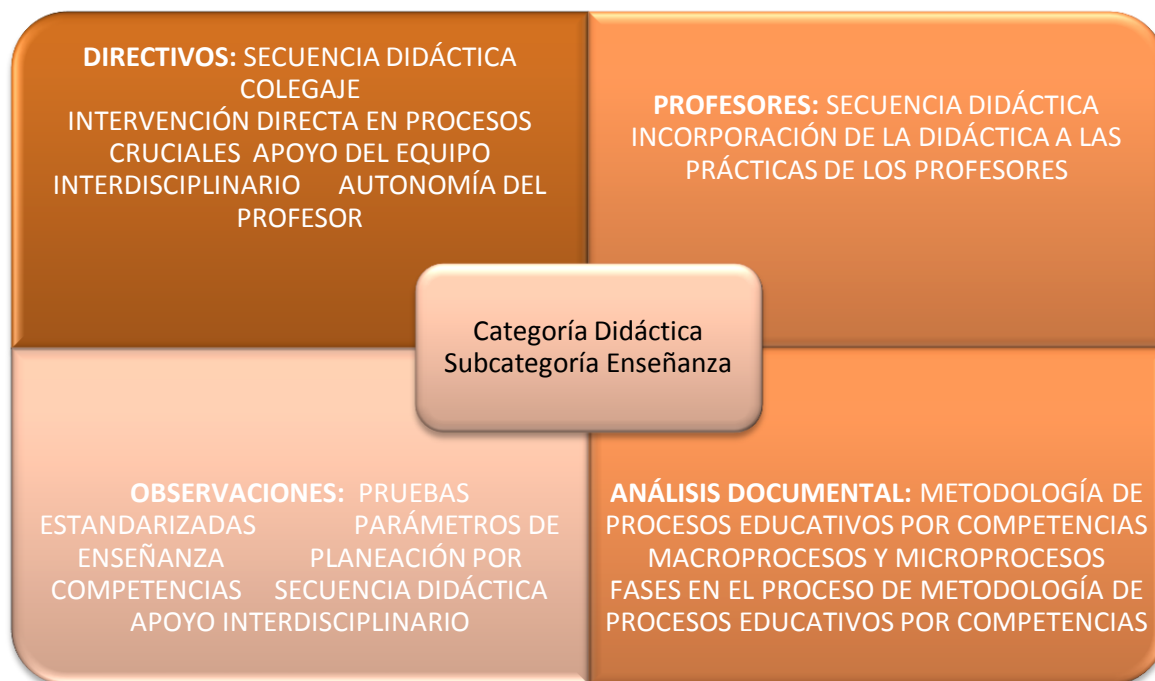 DIRECTIVOS: SECUENCIA DIDÁCTICA
COLEGAJE
INTERVENCIÓN DIRECTA EN PROCESOS
CRUCIALES APOYO DEL EQUIPO
INTERDISCIPLINARIO AUTONOMÍA DEL
PROFESOR
PROFESORES: SECUENCIA DIDÁCTICA
INCORPORACIÓN DE LA DIDÁCTICA A LAS
PRÁCTICAS DE LOS PROFESORES
Categoría Didáctica
Subcategoría Enseñanza
OBSERVACIONES: PRUEBAS
ESTANDARIZADAS PARÁMETROS DE
ENSEÑANZA PLANEACIÓN POR
COMPETENCIAS SECUENCIA DIDÁCTICA
APOYO INTERDISCIPLINARIO
ANÁLISIS DOCUMENTAL: METODOLOGÍA DE
PROCESOS EDUCATIVOS POR COMPETENCIAS
MACROPROCESOS Y MICROPROCESOS
FASES EN EL PROCESO DE METODOLOGÍA DE
PROCESOS EDUCATIVOS POR COMPETENCIAS